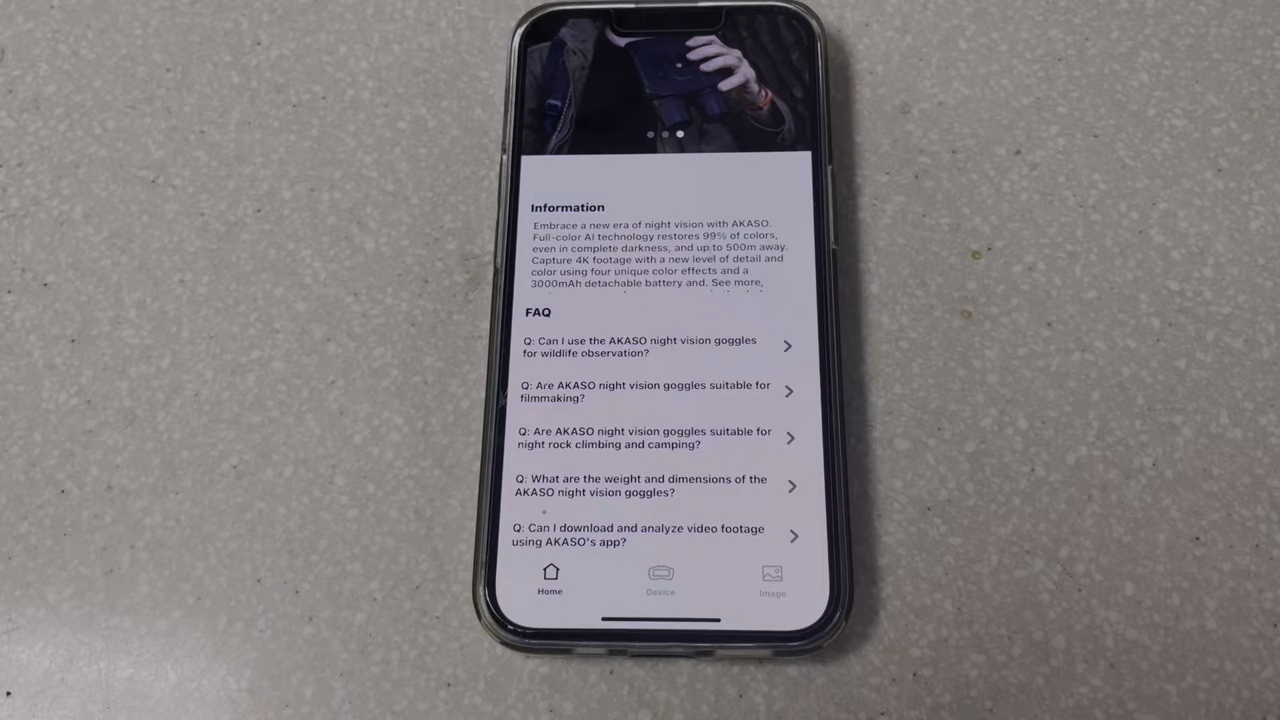 Information
Embrace a new era of night vision with AKASO.
Full-color AI technology restores 99% of colors,
even in complete darkness, and up to 500m away.
Capture 4K footage with a new level of detail and
color using four unique color effects and a
3000mAh detachable battery and. See more,
FAQ
Q: Can I use the AKASO night vision goggles
for wildlife observation?
Q: Are AKASO night vision goggles suitable for
filmmaking?
Q: Are AKASO night vision goggles suitable for
night rock climbing and camping?
Q: What are the weight and dimensions of the
AKASO night vision goggles?
Q: Can I download and analyze video footage
using AKASO's app?
Home
Device
Image